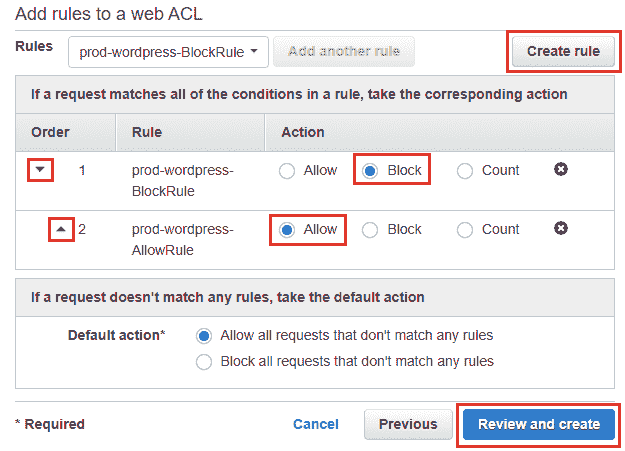 Add rules to a web ACL
Rules prod-wordpress-BlockRule Add another rule Create rule
If a request matches all of the conditions in a rule, take the corresponding action
Order Rule Action
1 prod-wordpress- Allow Block Count
BlockRule
2 prod-wordpress- Allow Block Count
AllowRule
If a request doesn't match any rules, take the default action
Default action* Allow all requests that don't match any rules
Block all requests that don't match any rules
* Required Cancel Previous Review and create